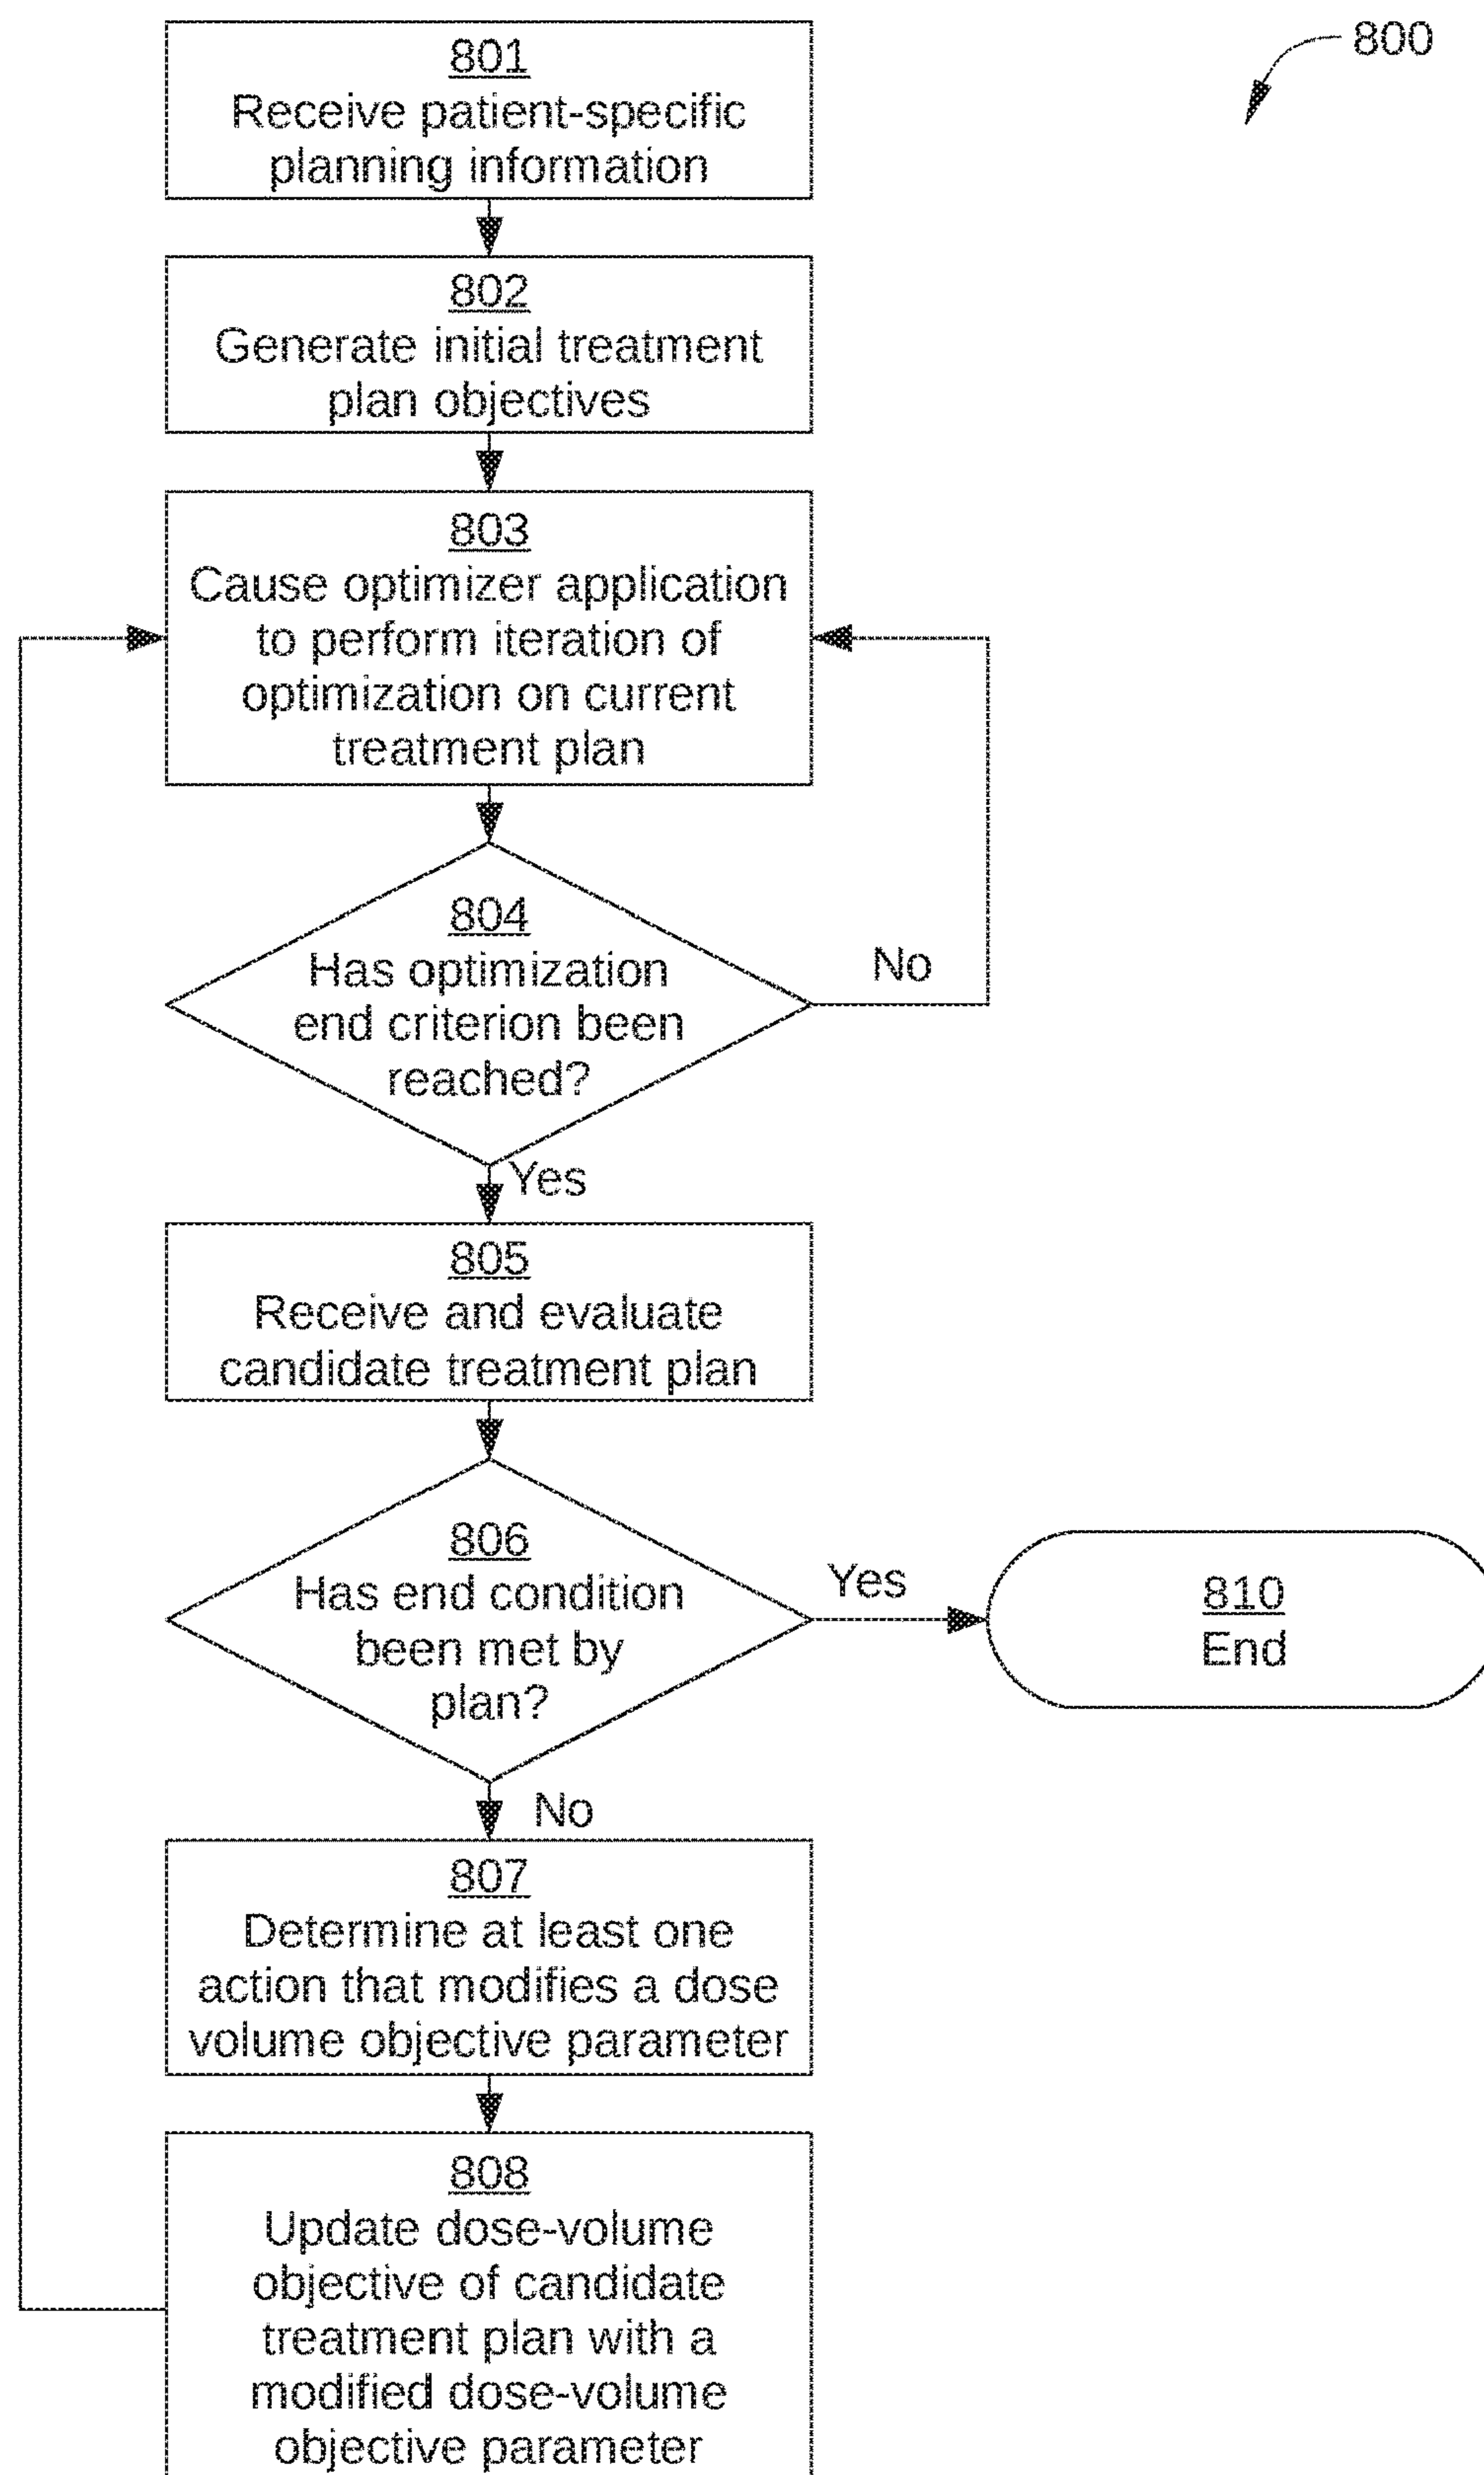 800
801
Receive patient-specific
planning information
802
Generate initial treatment
plan objectives
803
Cause optimizer application
to perform iteration of
optimization on current
treatment plan
804
Has optimization
end criterion been
reached?
No
Yes
805
Receive and evaluate
candidate treatment plan
806
Has end condition
been met by
plan?
Yes
810
End
No
807
Determine at least one
action that modifies a dose
volume objective parameter
808
Update dose-volume
objective of candidate
treatment plan with a
modified dose-volume
objective parameter